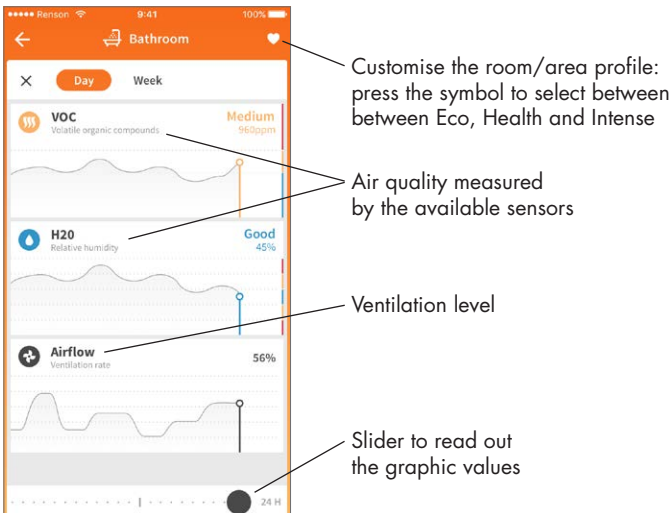 Renson 9:41 100%
Bathroom
Day Week
VOC Medium
Volatile organic compounds 960ppm
H20 Good
Relative humidity 45%
Airflow 56%
Ventilation rate
24 H
Customise the room/area profile:
press the symbol to select between
between Eco, Health and Intense
Air quality measured
by the available sensors
Ventilation level
Slider to read out
the graphic values